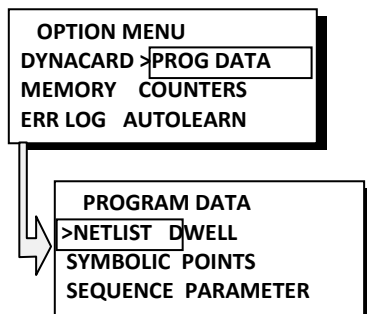 OPTION MENU
DYNACARD >PROG DATA
MEMORY COUNTERS
ERR LOG AUTOLEARN
PROGRAM DATA
>NETLIST DWELL
SYMBOLIC POINTS
SEQUENCE PARAMETER